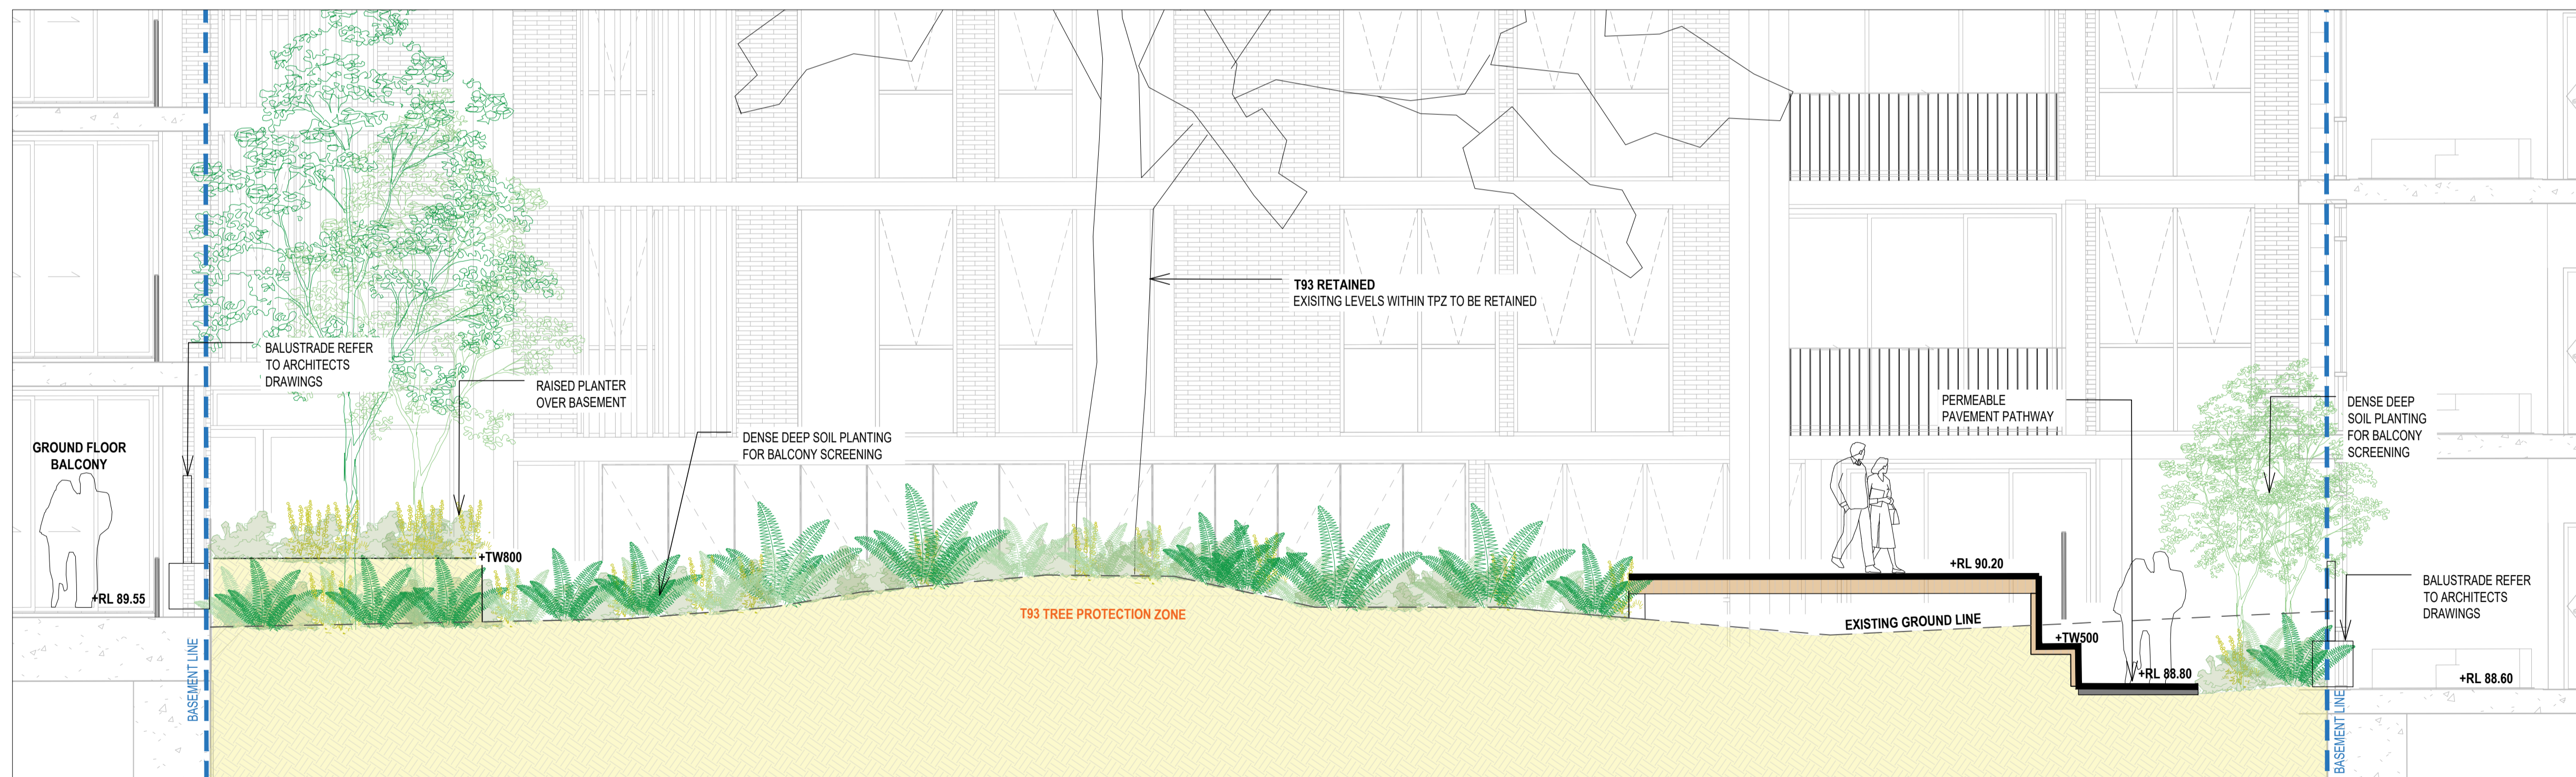 T93 RETAINED
EXISITNG LEVELS WITHIN TPZ TO BE RETAINED
BALUSTRADE REFER
TO ARCHITECTS
DRAWINGS
RAISED PLANTER
OVER BASEMENT
PERMEABLE
PAVEMENT PATHWAY
DENSE DEEP
SOIL PLANTING
FOR BALCONY
SCREENING
GROUND FLOOR
BALCONY
DENSE DEEP SOIL PLANTING
FOR BALCONY SCREENING
+TW800
+RL 90.20
+RL 89.55
T93 TREE PROTECTION ZONE
EXISTING GROUND LINE
BALUSTRADE REFER
TO ARCHITECTS
DRAWINGS
+TW500
+RL 88.80
+RL 88.60
BASEMENT LINE
BASEMENT LINE